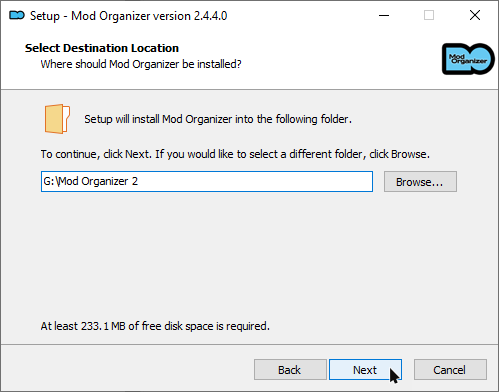 Setup - Mod Organizer version 2.4.4.0
Select Destination Location
Where should Mod Organizer be installed?
Mod
Organizer
Setup will install Mod Organizer into the following folder.
To continue, click Next. If you would like to select a different folder, click Browse.
G:\Mod Organizer 2
Browse...
At least 233.1 MB of free disk space is required.
Back
Next
Cancel